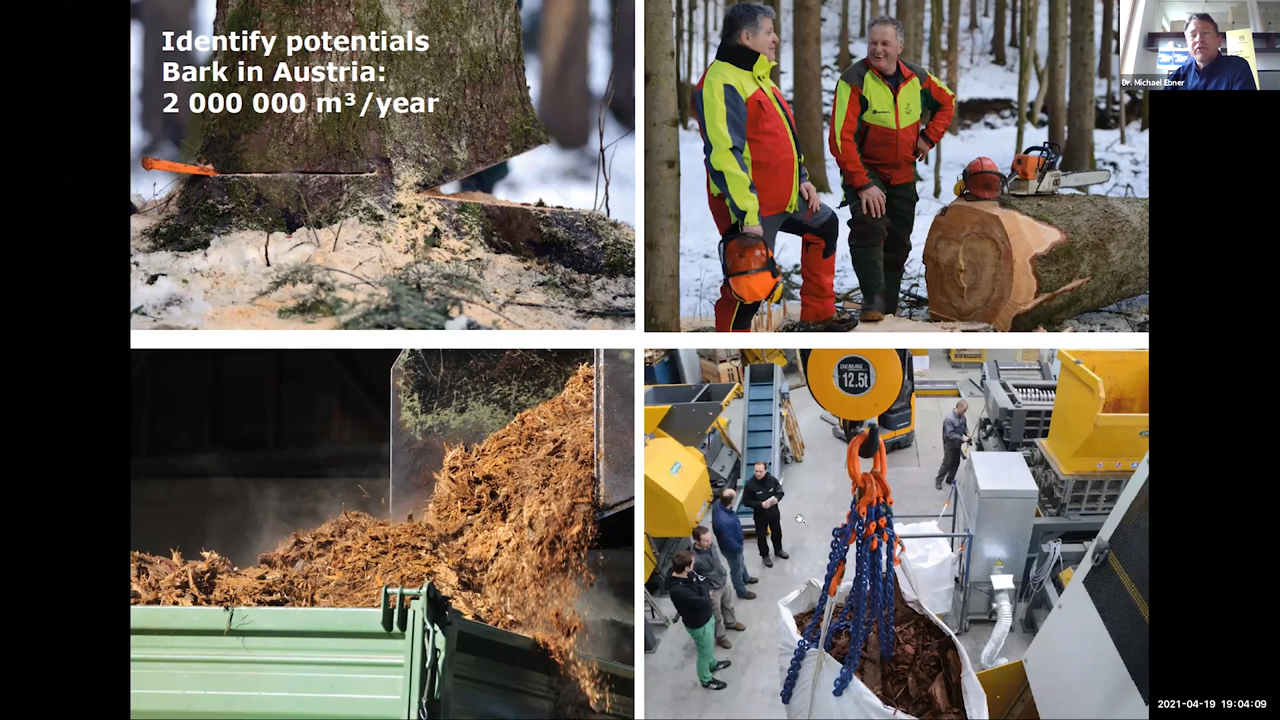 Identify potentials
Bark in Austria:
2 000 000 m³/year
Dr. Michael Ebner
DEMAG
12.5t
2021-04-19 19:04:09